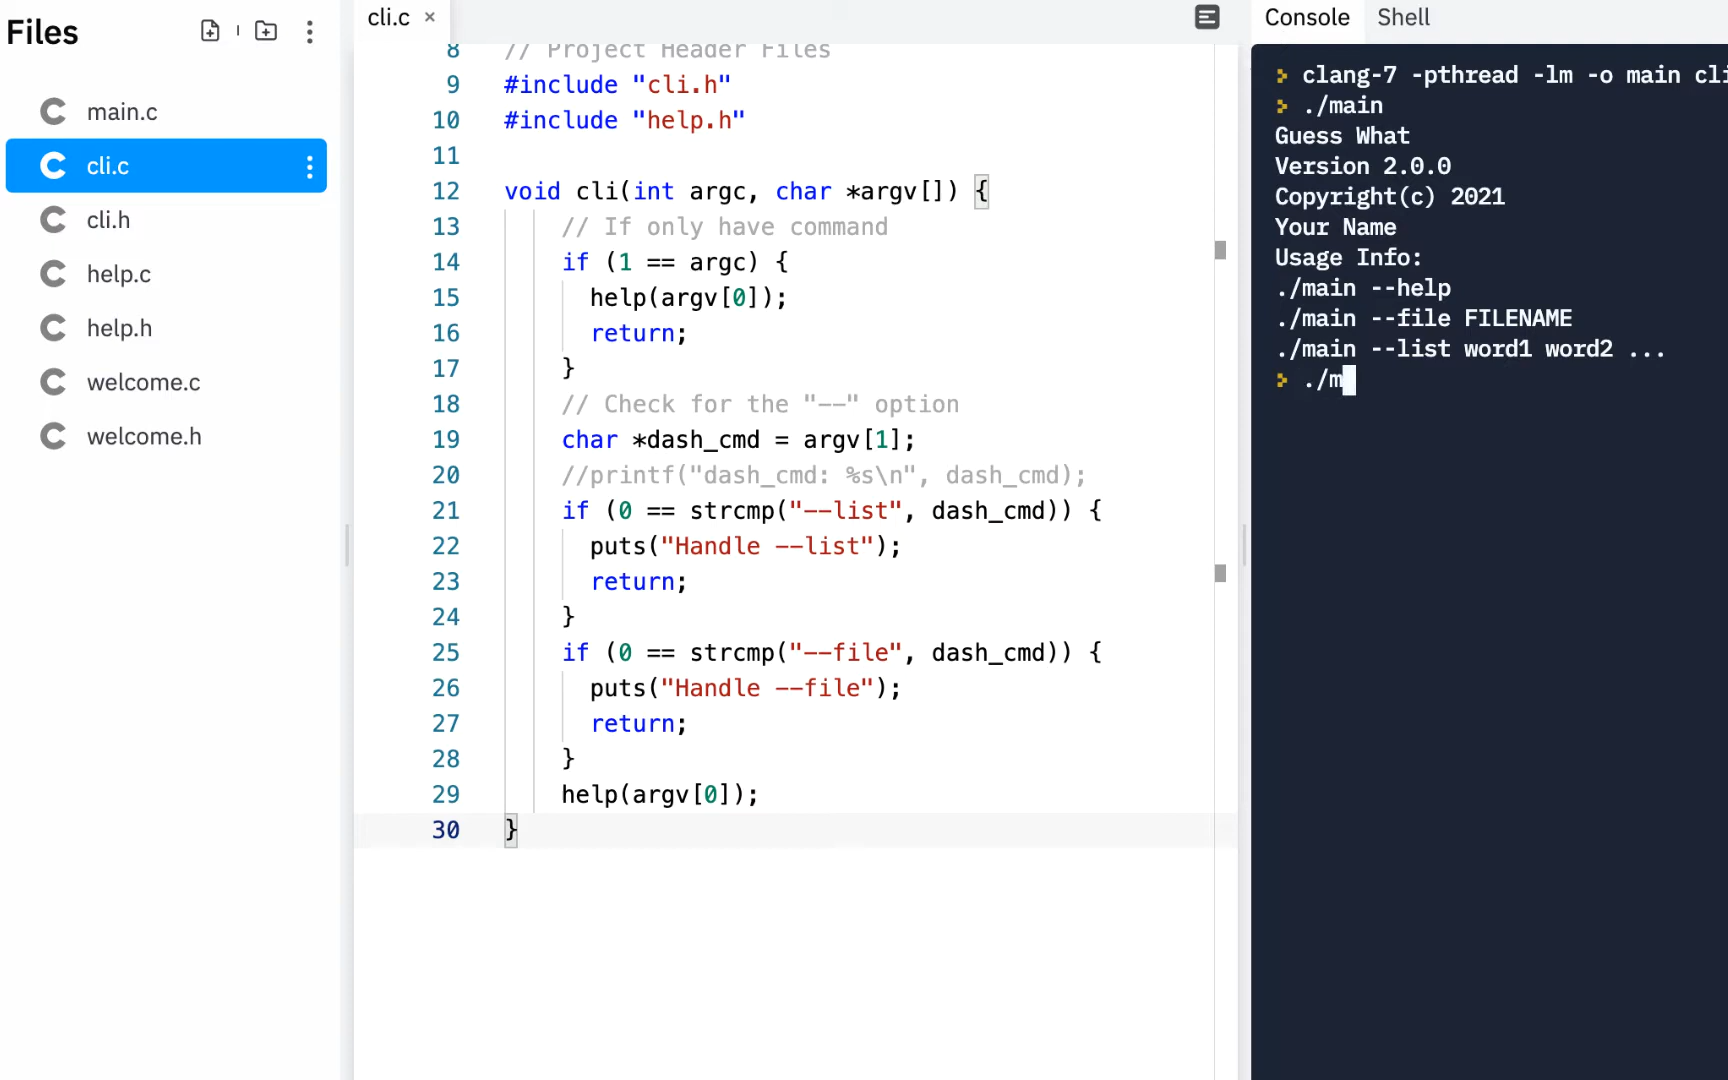 Files
main.c
cli.c
cli.h
help.c
help.h
welcome.c
welcome.h
cli.c ×
8 // Project Header Files
9 #include "cli.h"
10 #include "help.h"
11
12 void cli(int argc, char *argv[]) {
13 // If only have command
14 if (1 == argc) {
15 help(argv[0]);
16 return;
17 }
18 // Check for the "--" option
19 char *dash_cmd = argv[1];
20 //printf("dash_cmd: %s\n", dash_cmd);
21 if (0 == strcmp("--list", dash_cmd)) {
22 puts("Handle --list");
23 return;
24 }
25 if (0 == strcmp("--file", dash_cmd)) {
26 puts("Handle --file");
27 return;
28 }
29 help(argv[0]);
30 }
Console Shell
clang-7 -pthread -lm -o main cli
./main
Guess What
Version 2.0.0
Copyright(c) 2021
Your Name
Usage Info:
./main --help
./main --file FILENAME
./main --list word1 word2 ...
./m